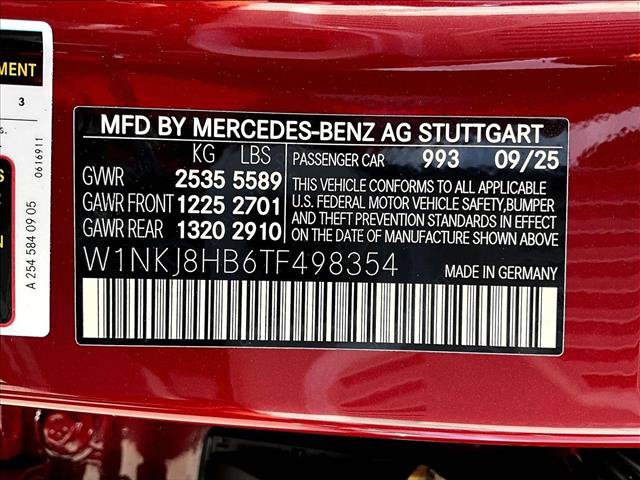 MENT
3
s.
0616911
A 254 584 09 05
MFD BY MERCEDES-BENZ AG STUTTGART
KG LBS
GVWR 2535 5589
GAWR FRONT 1225 2701
GAWR REAR 1320 2910
PASSENGER CAR 993 09/25
THIS VEHICLE CONFORMS TO ALL APPLICABLE
U.S. FEDERAL MOTOR VEHICLE SAFETY,BUMPER
AND THEFT PREVENTION STANDARDS IN EFFECT
ON THE DATE OF MANUFACTURE SHOWN ABOVE
W1NKJ8HB6TF498354
MADE IN GERMANY